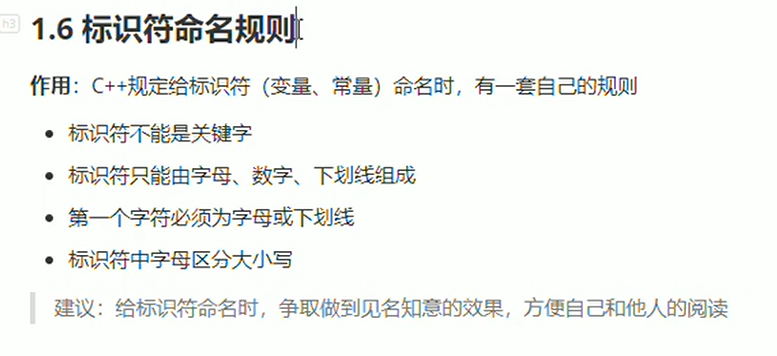 h3
1.6 标识符命名规则
作用：C++规定给标识符（变量、常量）命名时，有一套自己的规则
标识符不能是关键字
标识符只能由字母、数字、下划线组成
第一个字符必须为字母或下划线
标识符中字母区分大小写
建议：给标识符命名时，争取做到见名知意的效果，方便自己和他人的阅读